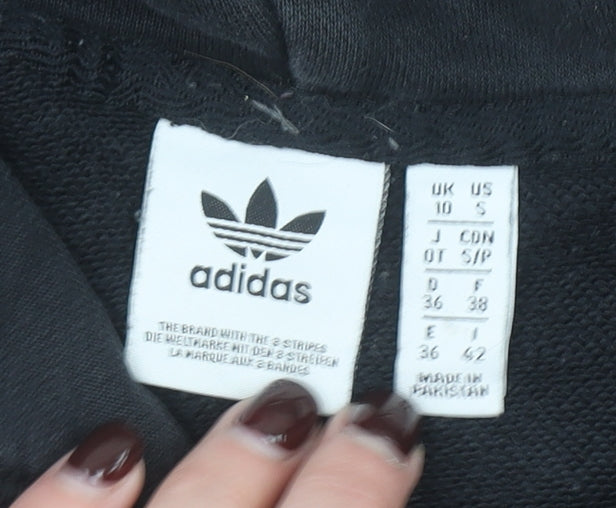 adidas
THE BRAND WITH THE 3 STRIPES
DIE WELTMARKE MIT DEN 3 STREIFEN
LA MARQUE AUX 3 BANDES
UK US
10 S
J CDN
OT S/P
D F
36 38
E I
36 42
MADE IN
PAKISTAN